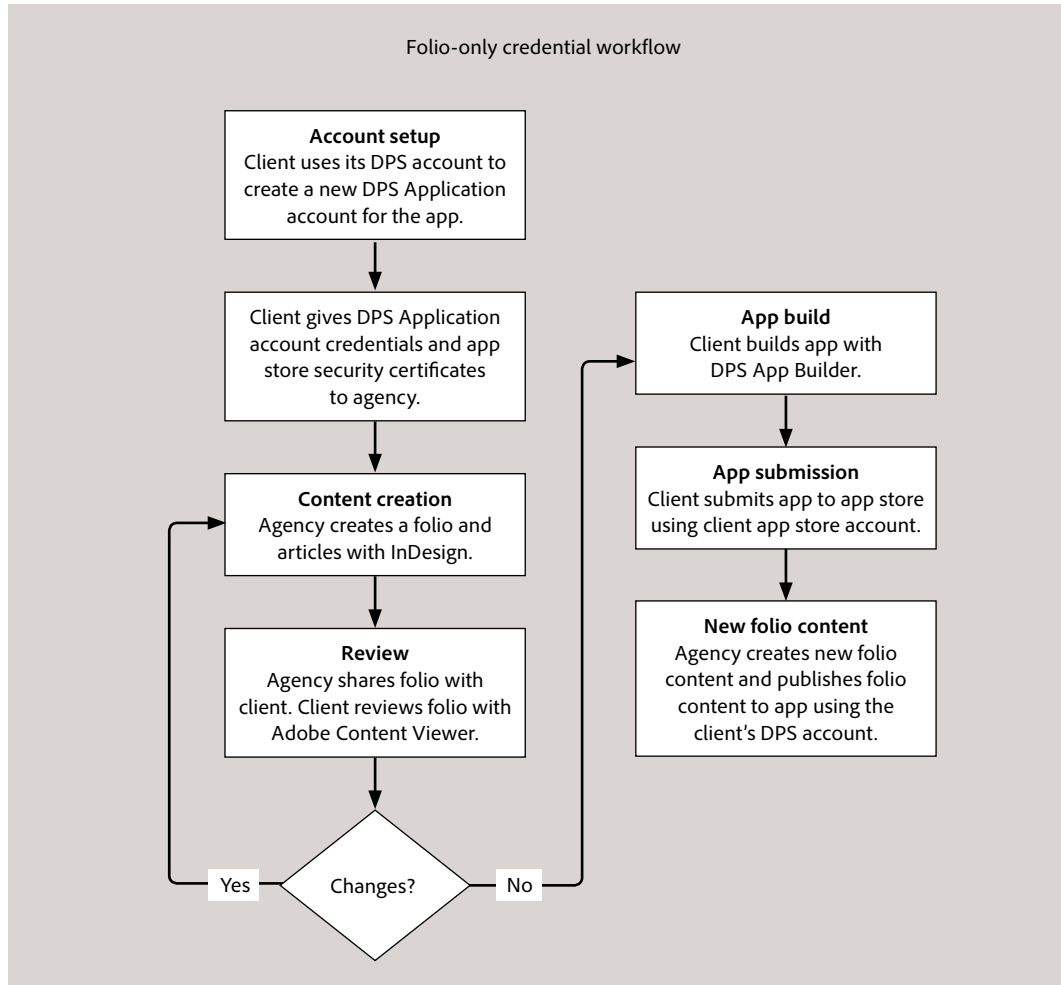 Folio-only credential workflow
Account setup
Client uses its DPS account to
create a new DPS Application
account for the app.
Client gives DPS Application
account credentials and app
store security certificates
to agency.
Content creation
Agency creates a folio and
articles with InDesign.
Review
Agency shares folio with
client. Client reviews folio with
Adobe Content Viewer.
Changes?
Yes
No
App build
Client builds app with
DPS App Builder.
App submission
Client submits app to app store
using client app store account.
New folio content
Agency creates new folio
content and publishes folio
content to app using the
client’s DPS account.